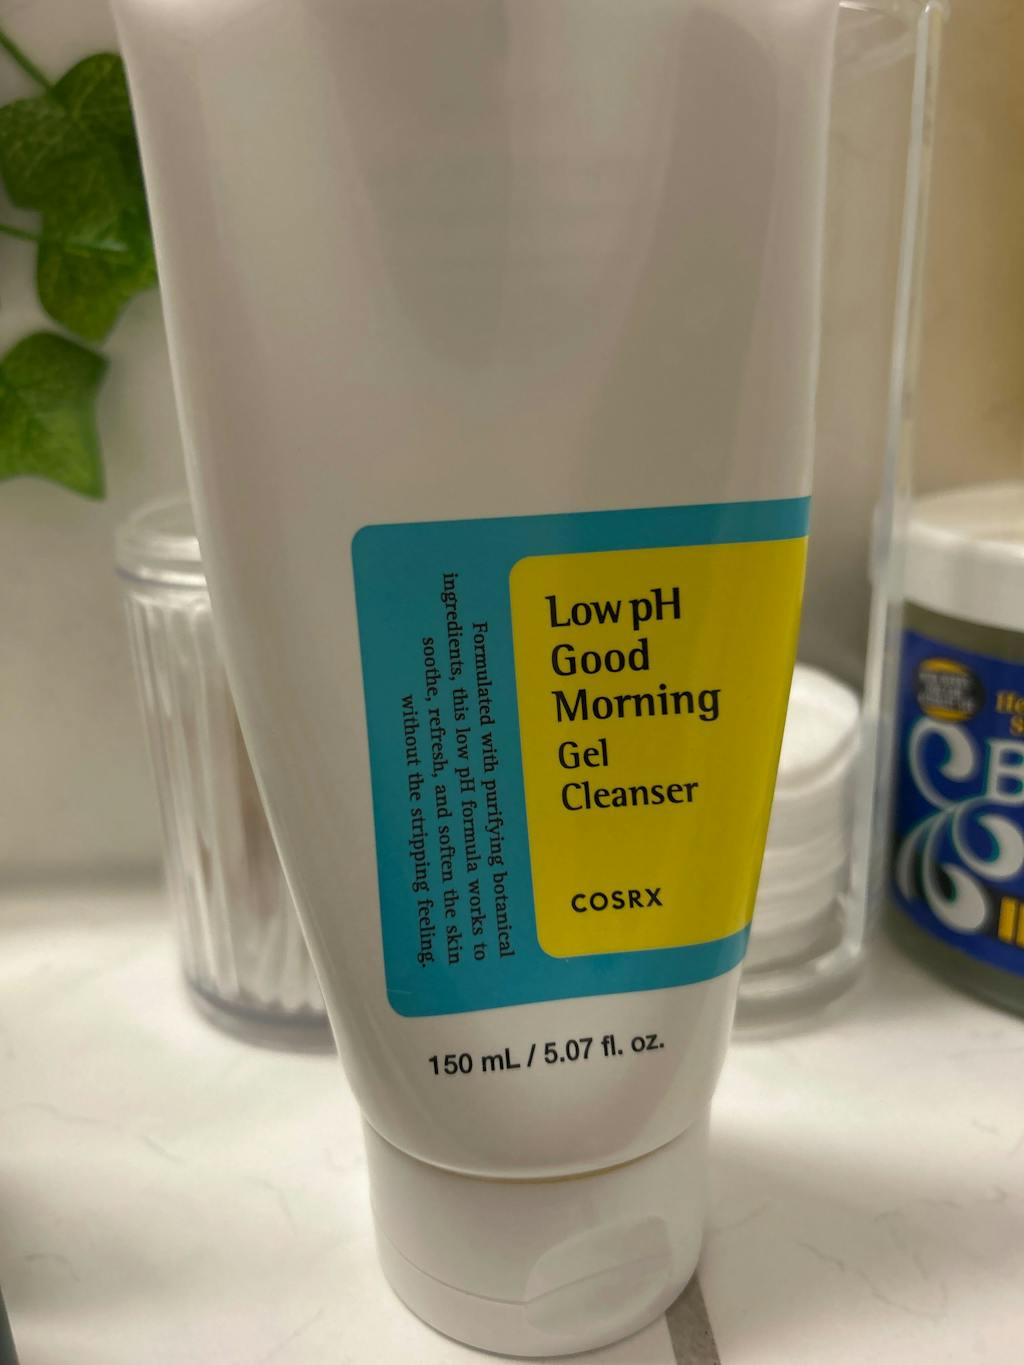 Low pH
Good
Morning
Gel
Cleanser
COSRX
Formulated with purifying botanical
ingredients, this low pH formula works to
soothe, refresh, and soften the skin
without the stripping feeling.
150 mL / 5.07 fl. oz.